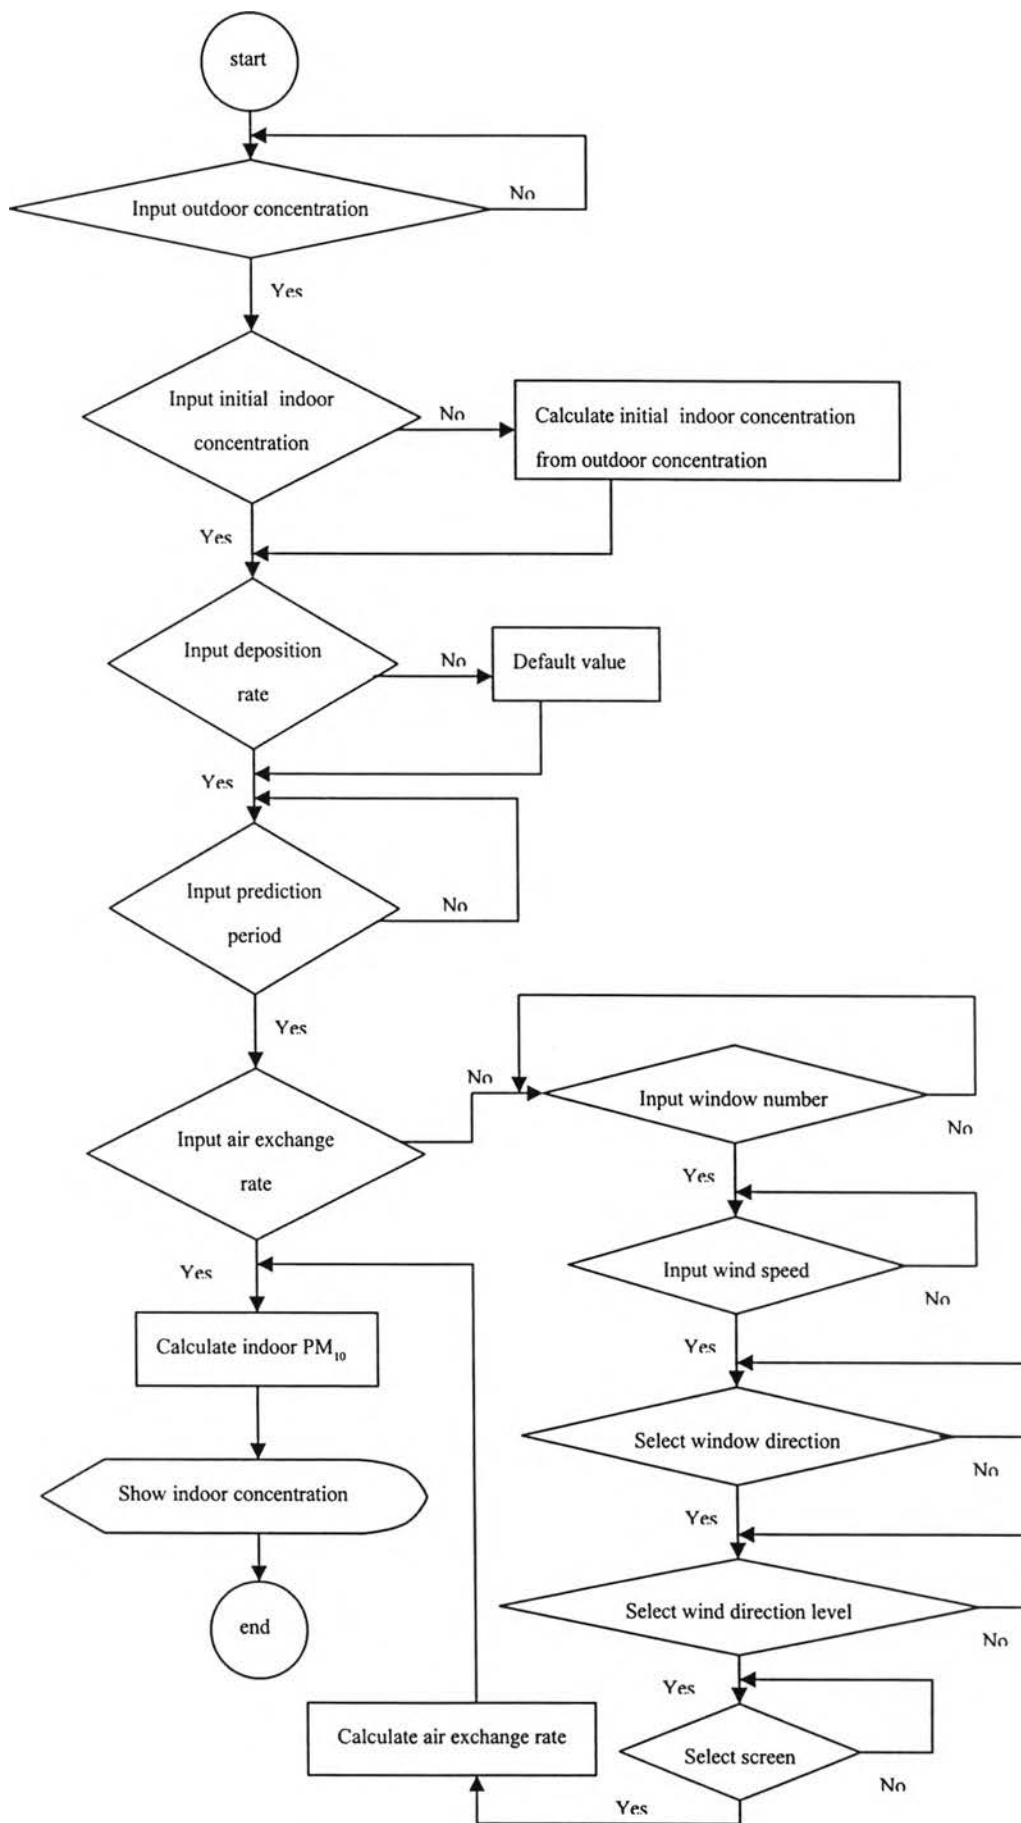 start
No
Input outdoor concentration
Yes
Input initial indoor
concentration
No
Calculate initial indoor concentration
from outdoor concentration
Yes
Input deposition
rate
No
Default value
Yes
Input prediction
period
No
Yes
No
Input window number
No
Input air exchange
rate
Yes
Input wind speed
No
Yes
Calculate indoor PM₁₀
Yes
Select window direction
No
Show indoor concentration
Yes
Select wind direction level
No
end
Yes
Calculate air exchange rate
Select screen
No
Yes